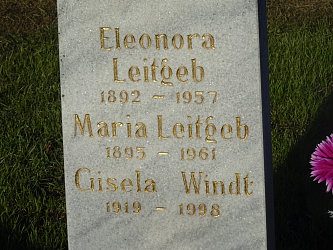 Eleonora
Leitgeb
1892 - 1957
Maria Leitgeb
1895 - 1961
Gisela Windt
1919 - 1998